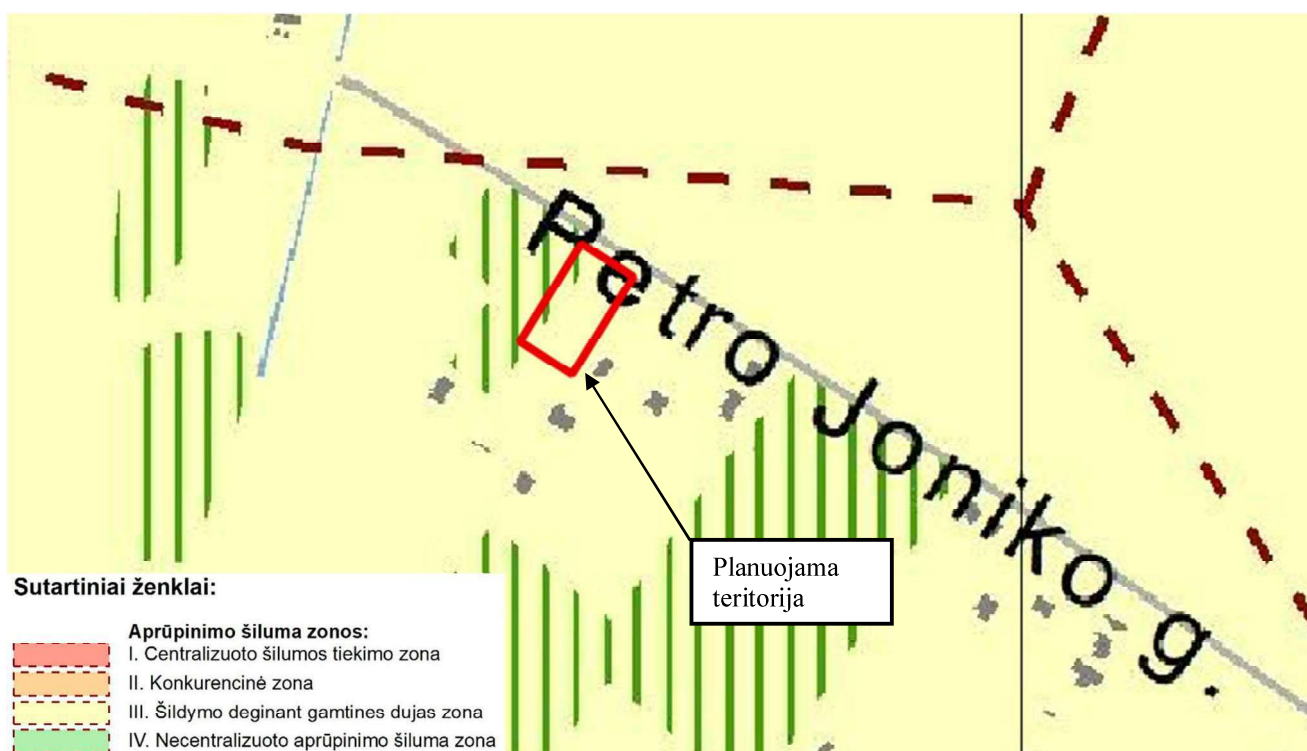 Petro Joniko g.
Planuojama
teritorija
Sutartiniai ženklai:
Aprūpinimo šiluma zonos:
I. Centralizuoto šilumos tiekimo zona
II. Konkurencinė zona
III. Šildymo deginant gamtines dujas zona
IV. Necentralizuoto aprūpinimo šiluma zona